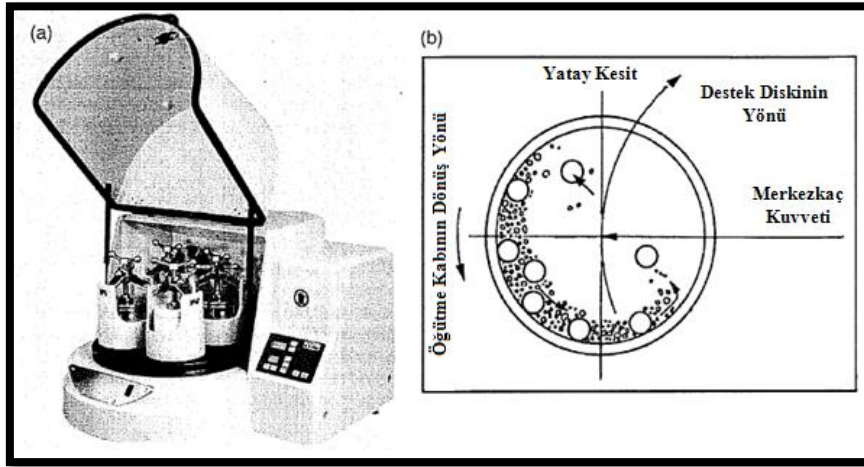 (a)
(b)
Yatay Kesit
Destek Diskinin
Yönü
Merkezkaç
Kuvveti
Öğütme Kabının Dönüş Yönü